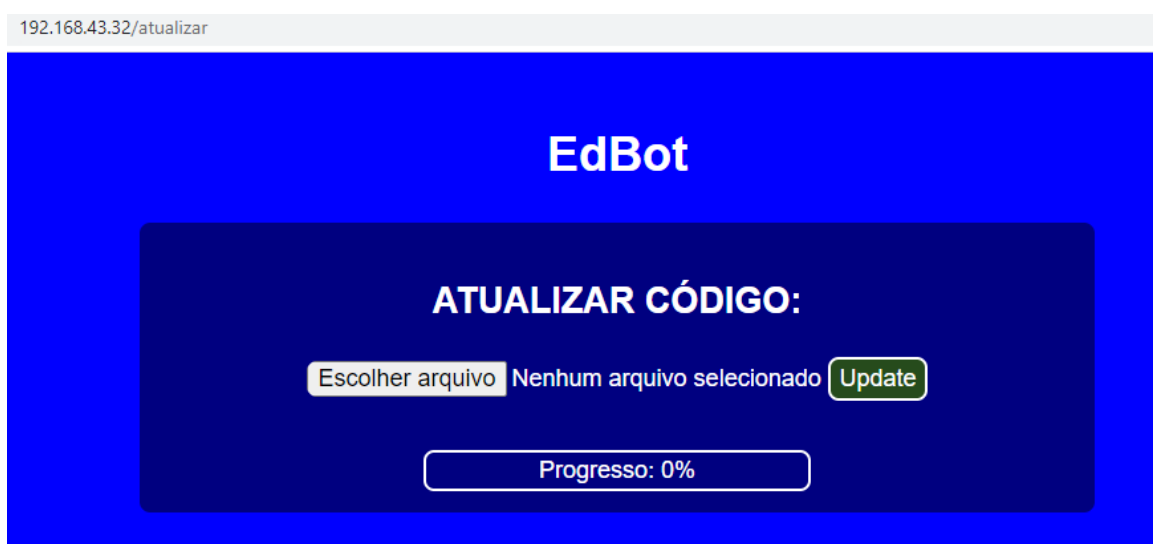 192.168.43.32/atualizar
EdBot
ATUALIZAR CÓDIGO:
Escolher arquivo Nenhum arquivo selecionado Update
Progresso: 0%